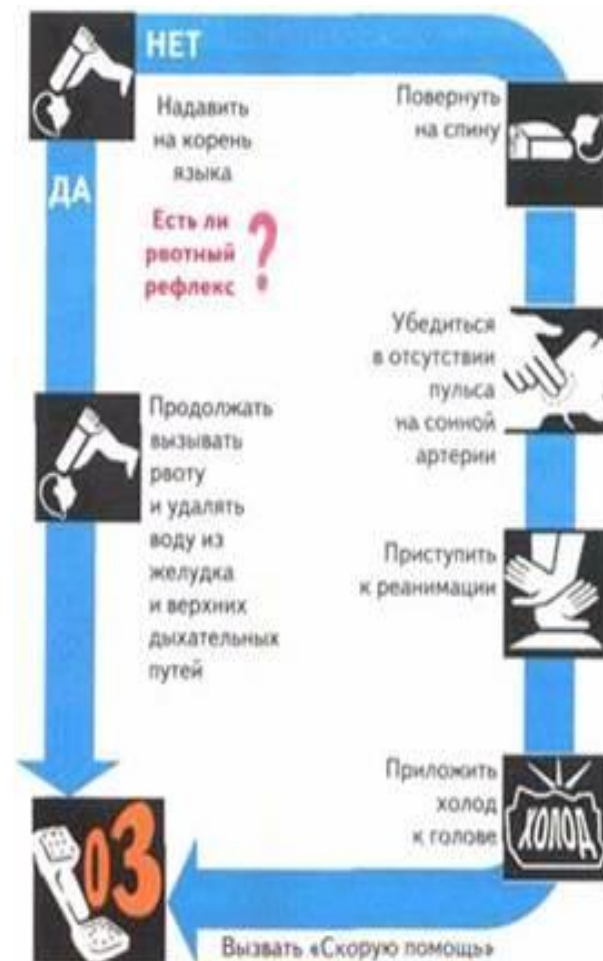 НЕТ
Надавить
на корень
языка
ДА
Есть ли
рвотный
рефлекс
?
Продолжать
вызывать
рвоту
и удалять
воду из
желудка
и верхних
дыхательных
путей
Повернуть
на спину
Убедиться
в отсутствии
пульса
на сонной
артерии
Приступить
к реанимации
Приложить
холод
к голове
ХОЛОД
03
Вызвать «Скорую помощь»